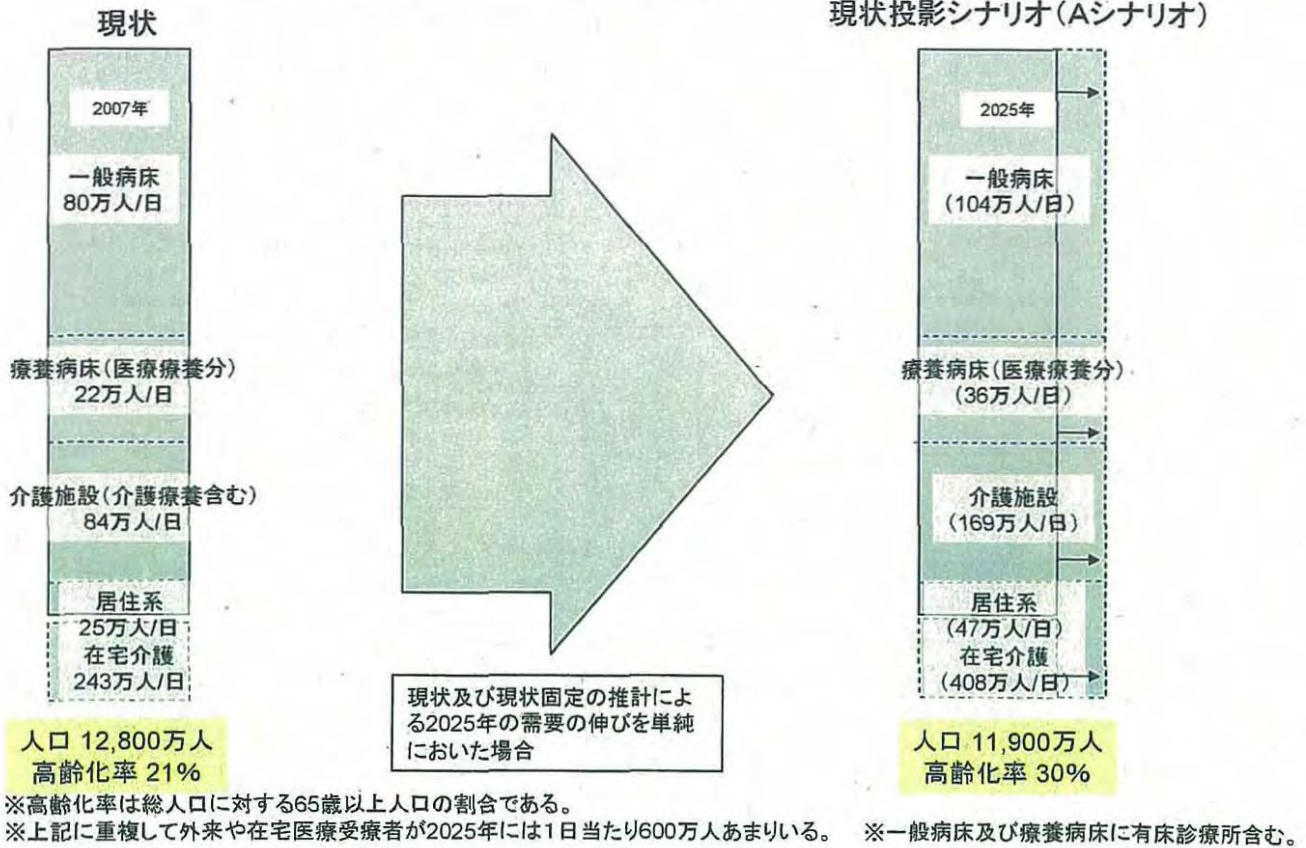 現状
2007年
一般病床
80万人/日
療養病床(医療療養分)
22万人/日
介護施設(介護療養含む)
84万人/日
居住系
25万人/日
在宅介護
243万人/日
人口 12,800万人
高齢化率 21%
現状及び現状固定の推計によ
る2025年の需要の伸びを単純
においた場合
現状投影シナリオ(Aシナリオ)
2025年
一般病床
(104万人/日)
療養病床(医療療養分)
(36万人/日)
介護施設
(169万人/日)
居住系
(47万人/日)
在宅介護
(408万人/日)
人口 11,900万人
高齢化率 30%
※高齢化率は総人口に対する65歳以上人口の割合である。
※上記に重複して外来や在宅医療受療者が2025年には1日当たり600万人あまりいる。 ※一般病床及び療養病床に有床診療所含む。